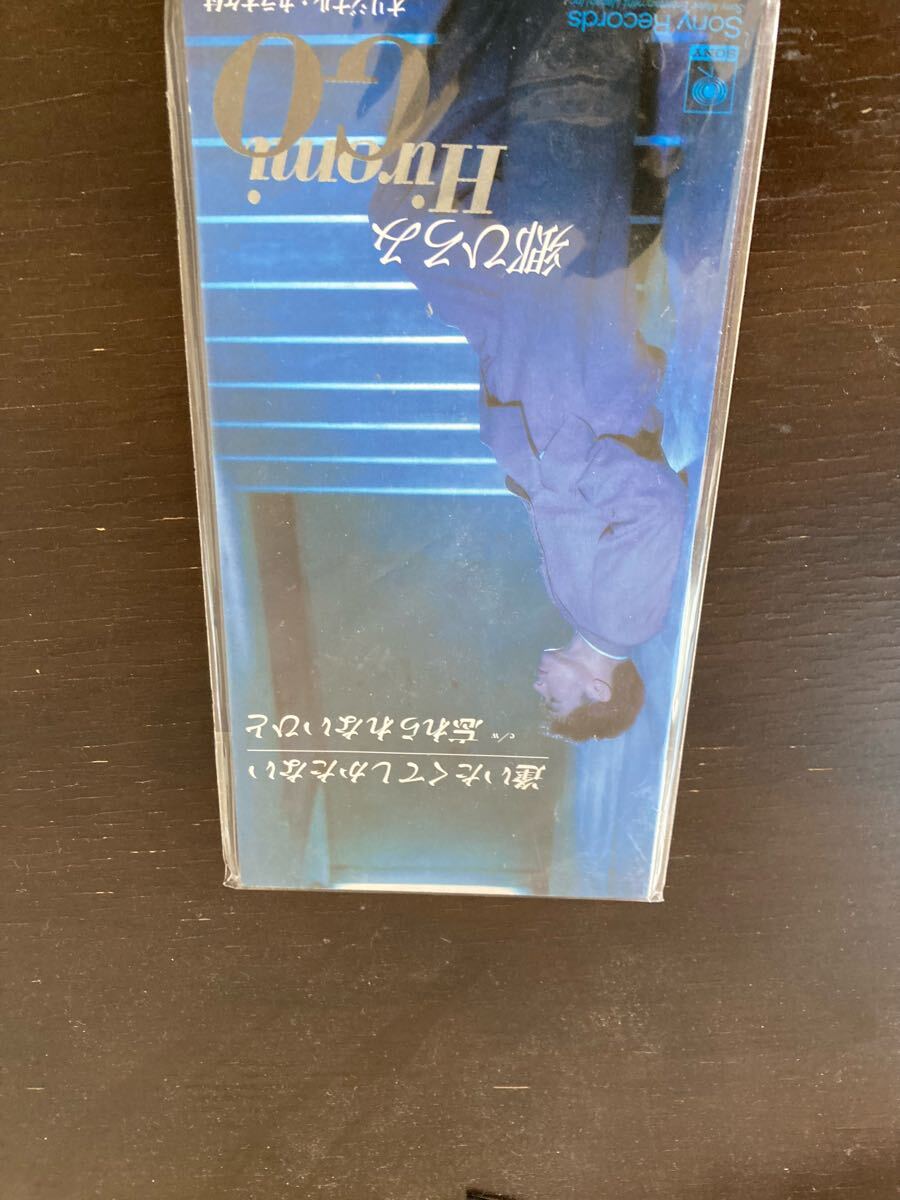 逢いたくてしかたない
c/w 忘れられないひと
郷ひろみ
Hiromi
GO
オリジナル・カラオケ付
SONY
Sony Records